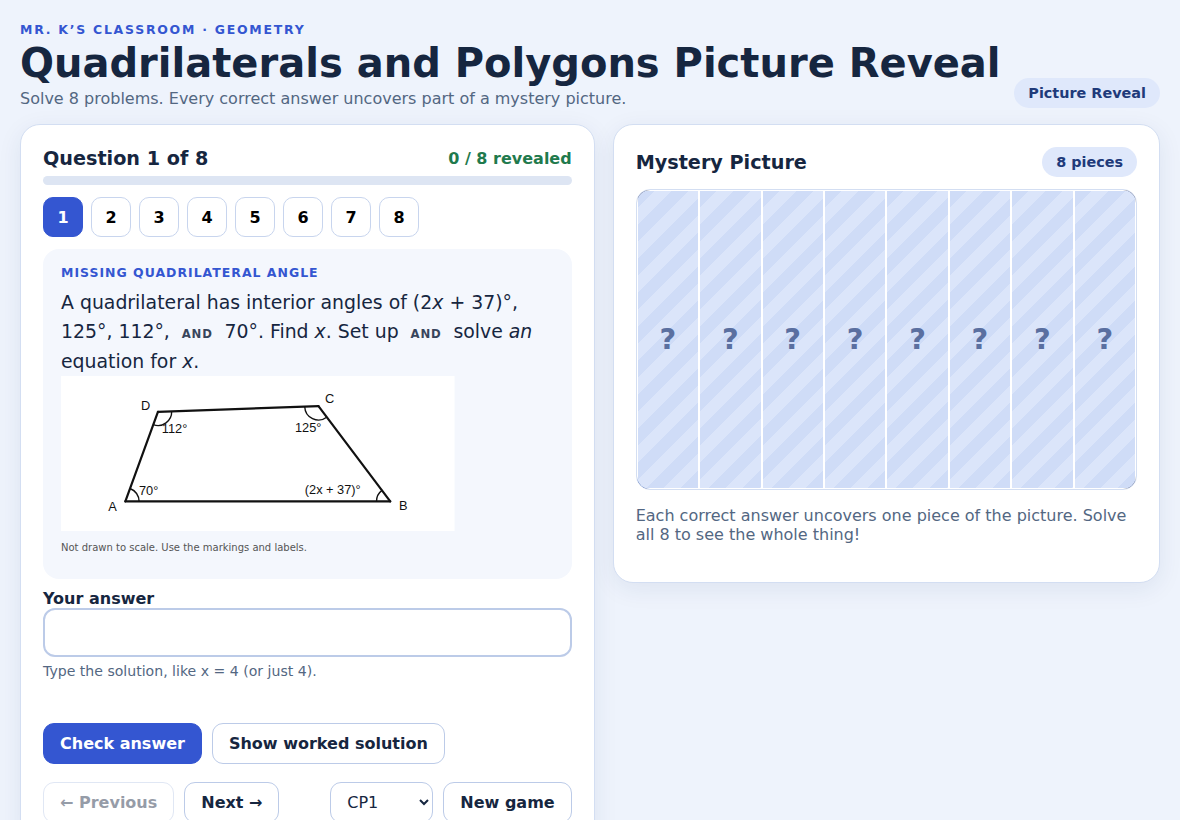 MR. K’S CLASSROOM · GEOMETRY
Quadrilaterals and Polygons Picture Reveal
Solve 8 problems. Every correct answer uncovers part of a mystery picture.
Picture Reveal
Question 1 of 8
0 / 8 revealed
1 2 3 4 5 6 7 8
MISSING QUADRILATERAL ANGLE
A quadrilateral has interior angles of (2x + 37)°,
125°, 112°, AND 70°. Find x. Set up AND solve an
equation for x.
D
C
112°
125°
70°
(2x + 37)°
A
B
Not drawn to scale. Use the markings and labels.
Your answer
Type the solution, like x = 4 (or just 4).
Check answer
Show worked solution
← Previous
Next →
CP1
New game
Mystery Picture
8 pieces
? ? ? ? ? ? ? ?
Each correct answer uncovers one piece of the picture. Solve
all 8 to see the whole thing!